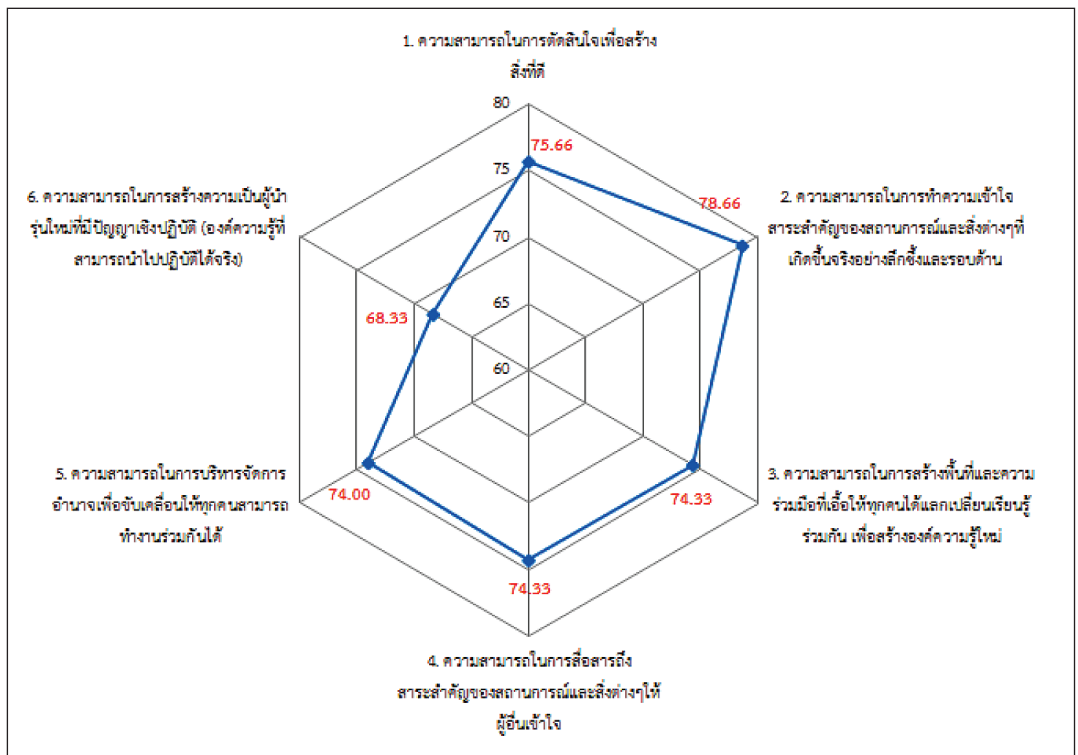 1. ความสามารถในการตัดสินใจเพื่อสร้าง
สิ่งที่ดี
80
75.66
75
6. ความสามารถในการสร้างความเป็นผู้นำ
รุ่นใหม่ที่มีปัญญาเชิงปฏิบัติ (องค์ความรู้ที่
สามารถนำไปปฏิบัติได้จริง)
78.66
2. ความสามารถในการทำความเข้าใจ
สาระสำคัญของสถานการณ์และสิ่งต่างๆที่
เกิดขึ้นจริงอย่างลึกซึ้งและรอบด้าน
70
65
68.33
60
5. ความสามารถในการบริหารจัดการ
อำนาจเพื่อขับเคลื่อนให้ทุกคนสามารถ
ทำงานร่วมกันได้
74.00
74.33
3. ความสามารถในการสร้างพื้นที่และความ
ร่วมมือที่เอื้อให้ทุกคนได้แลกเปลี่ยนเรียนรู้
ร่วมกัน เพื่อสร้างองค์ความรู้ใหม่
74.33
4. ความสามารถในการสื่อสารถึง
สาระสำคัญของสถานการณ์และสิ่งต่างๆให้
ผู้อื่นเข้าใจ